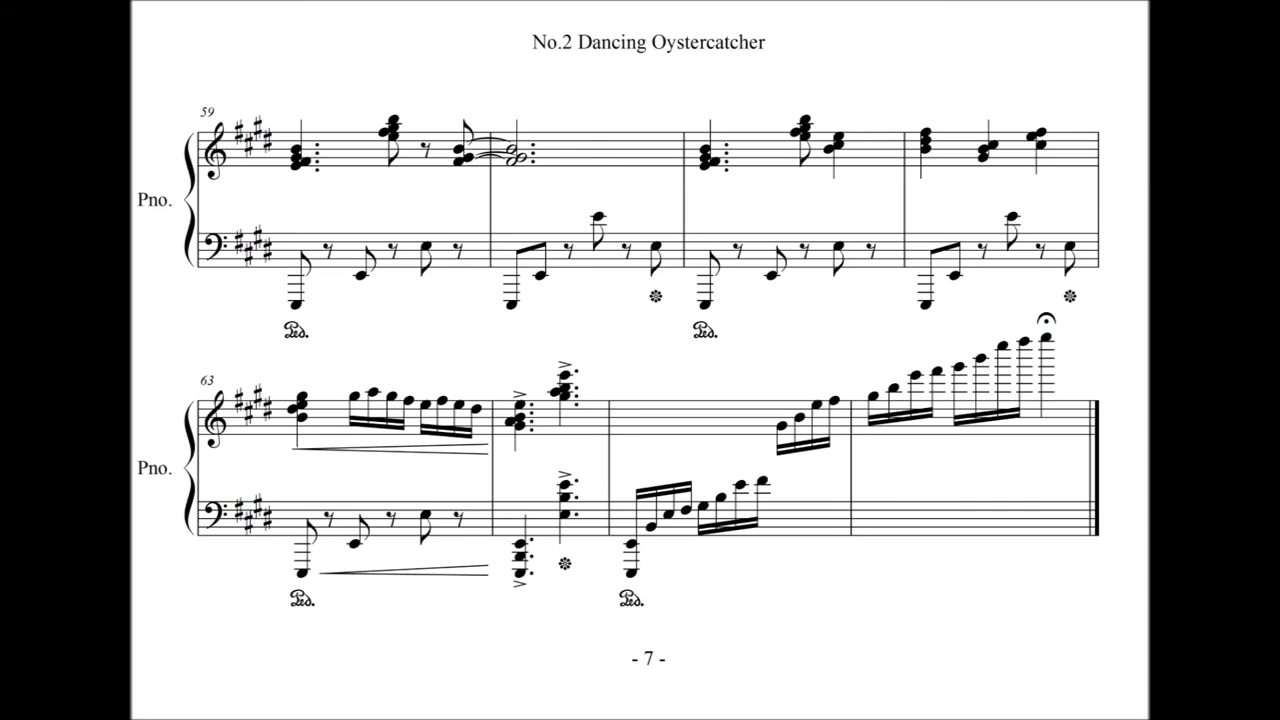 No.2 Dancing Oystercatcher
59
Pno.
Ped. Ped.
63
Pno.
Ped. Ped.
- 7 -